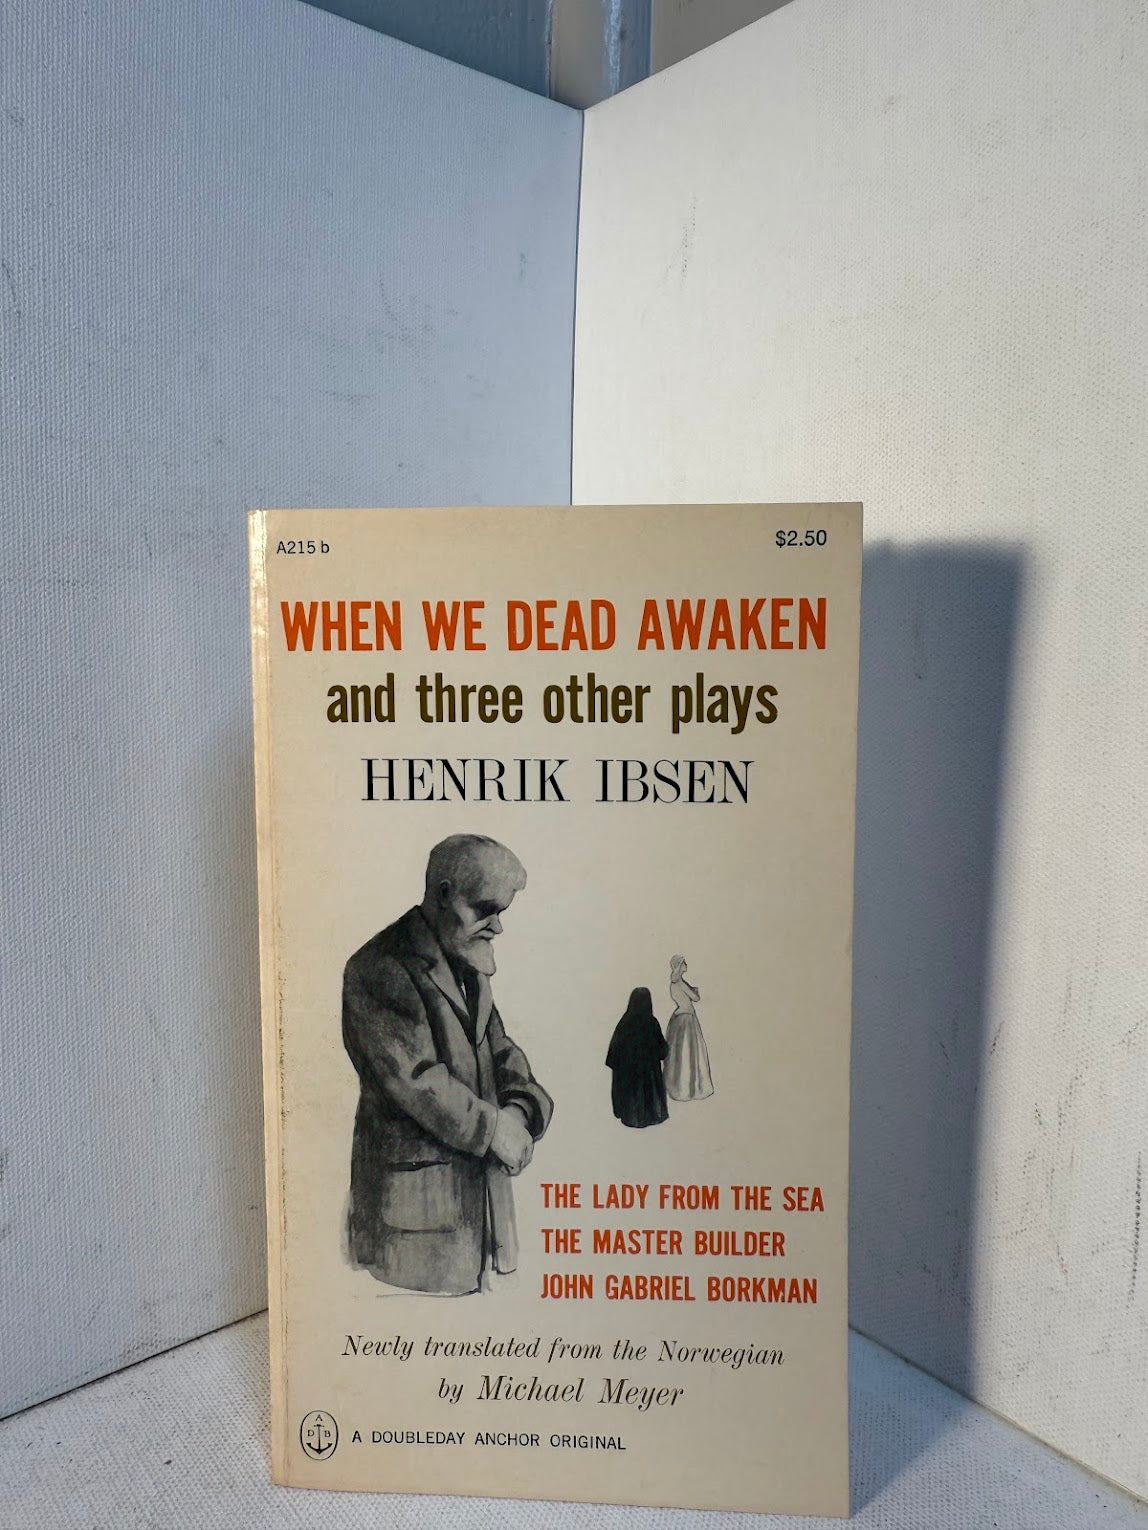 A215 b
$2.50
WHEN WE DEAD AWAKEN
and three other plays
HENRIK IBSEN
THE LADY FROM THE SEA
THE MASTER BUILDER
JOHN GABRIEL BORKMAN
Newly translated from the Norwegian
by Michael Meyer
A
D B
A DOUBLEDAY ANCHOR ORIGINAL